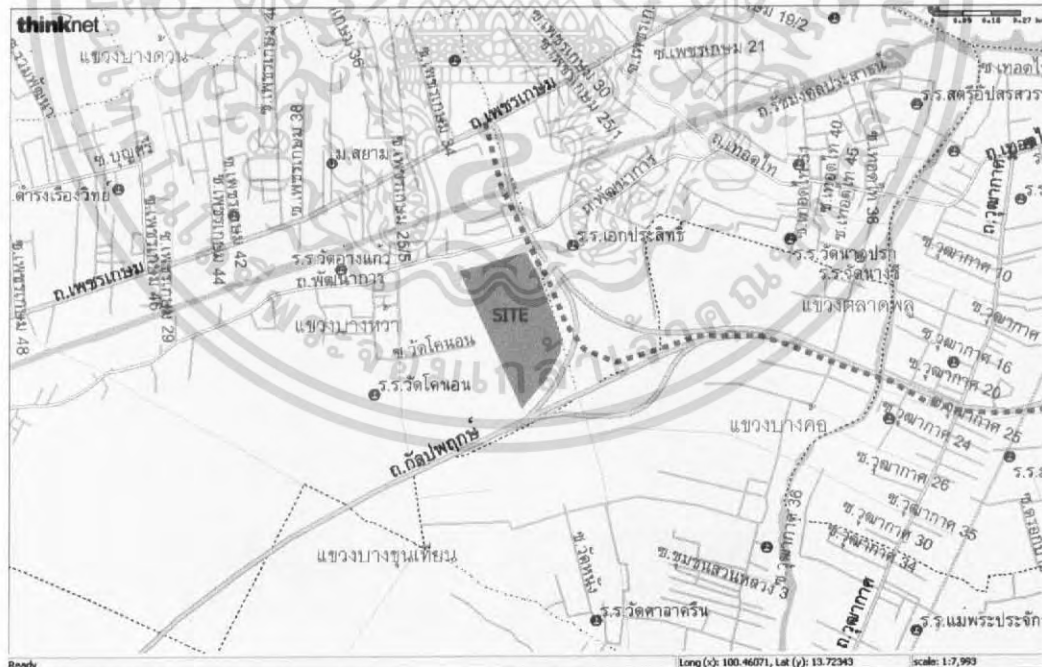 thinknet
แขวงบางด้วน
ซ.เพชรเกษม 34
ซ.เพชรเกษม 30
ซ.เพชรเกษม 25/1
ซ.เพชรเกษม 21
ถ.เพชรเกษม
ถ.รัชมงคลประสาธน์
ร.ร.สตรีอัปสรสวรรค์
ซ.บุญศรี
ซ.เพชรเกษม 38
ม.สยาม
ถ.เทอดไท
ซ.เทอดไท 40
ซ.เทอดไท 45
ถ.วุฒากาศ
ซ.เพชรเกษม 44
ซ.เพชรเกษม 42
ซ.เพชรเกษม 25/5
ถ.พัฒนาการ
ร.ร.เอกประสิทธิ์
ซ.วุฒากาศ 10
ถ.เพชรเกษม
ซ.เพชรเกษม 48
ซ.เพชรเกษม 46
ซ.เพชรเกษม 29
ร.ร.วัดอ่างแก้ว
ถ.พัฒนาการ
ร.ร.วัดนางชี
แขวงตลาดพลู
แขวงบางหว้า
SITE
ซ.วัดโคนอน
ร.ร.วัดโคนอน
ซ.วุฒากาศ 16
ซ.วุฒากาศ 20
ซ.วุฒากาศ 25
ซ.วุฒากาศ 24
แขวงบางค้อ
ถ.กัลปพฤกษ์
ซ.วุฒากาศ 26
ซ.วุฒากาศ 35
ซ.วุฒากาศ 30
ซ.วุฒากาศ 34
ซ.วุฒากาศ 36
แขวงบางขุนเทียน
ซ.วัดหนัง
ซ.ชุมชนสวนหลวง 3
ถ.วุฒากาศ
ร.ร.วัดศาลาครืน
ร.ร.แม่พระประจักษ์
Ready
Long (x): 100.46071, Lat (y): 13.72343
scale: 1:7,993